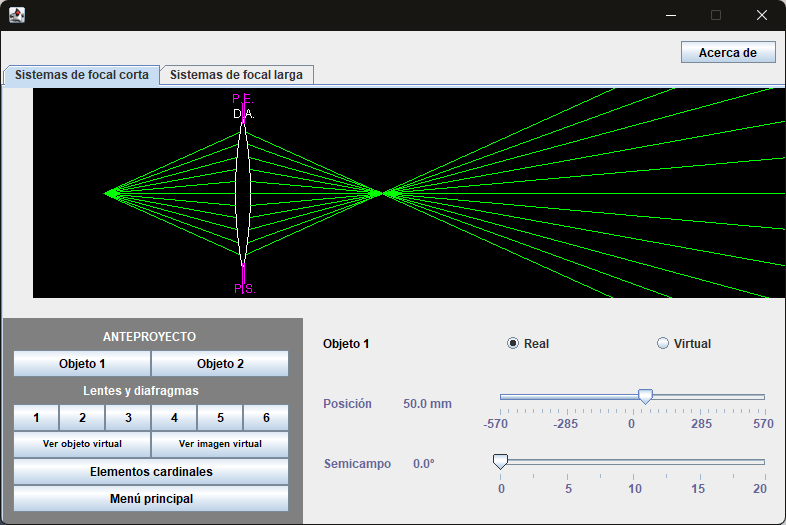 Acerca de
Sistemas de focal corta Sistemas de focal larga
P.E.
D.A.
P.S.
ANTEPROYECTO
Objeto 1 Objeto 2
Lentes y diafragmas
1 2 3 4 5 6
Ver objeto virtual Ver imagen virtual
Elementos cardinales
Menú principal
Objeto 1 Real Virtual
Posición 50.0 mm
-570 -285 0 285 570
Semicampo 0.0°
0 5 10 15 20